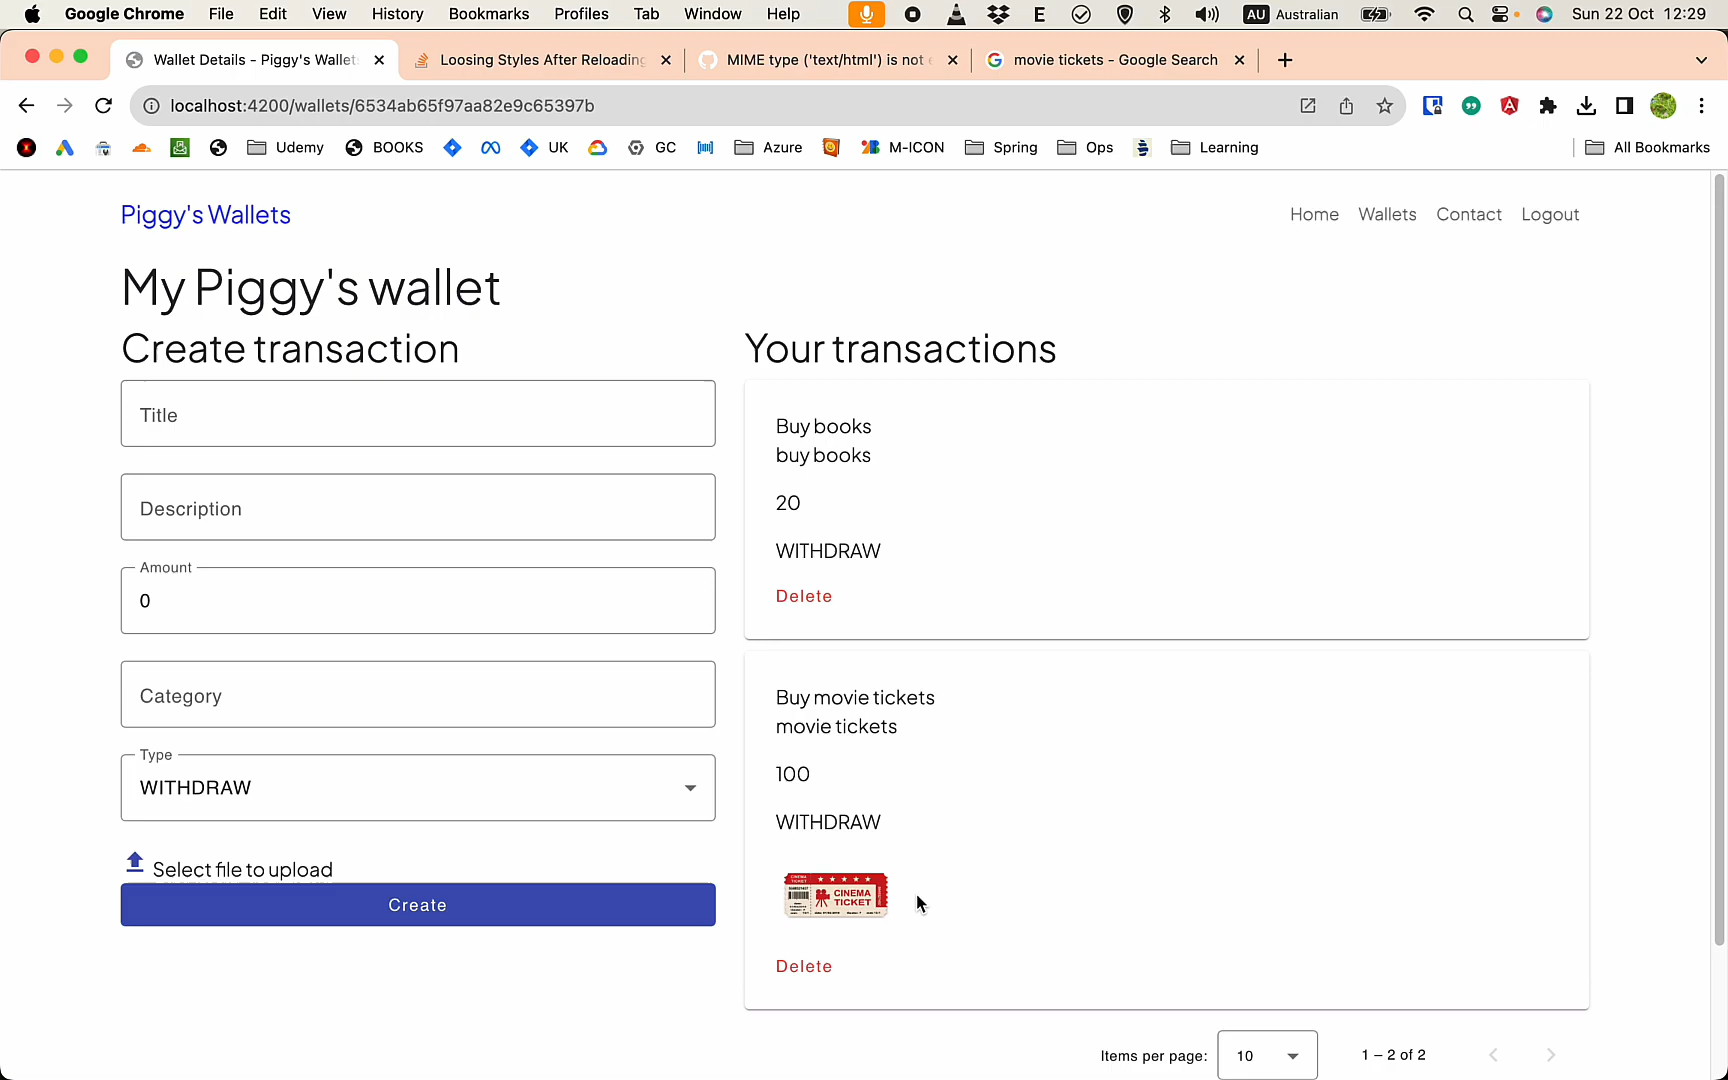 Google Chrome File Edit View History Bookmarks Profiles Tab Window Help E AU Australian Sun 22 Oct 12:29
Wallet Details - Piggy's Wallets Loosing Styles After Reloading MIME type ('text/html') is not movie tickets - Google Search
localhost:4200/wallets/6534ab65f97aa82e9c65397b
Udemy BOOKS UK GC Azure M-ICON Spring Ops Learning All Bookmarks
Piggy's Wallets Home Wallets Contact Logout
My Piggy's wallet
Create transaction
Title
Description
Amount
0
Category
Type
WITHDRAW
Select file to upload
Create
Your transactions
Buy books
buy books
20
WITHDRAW
Delete
Buy movie tickets
movie tickets
100
WITHDRAW
CINEMA
TICKET
CINEMA
TICKET
Delete
Items per page: 10 1 – 2 of 2